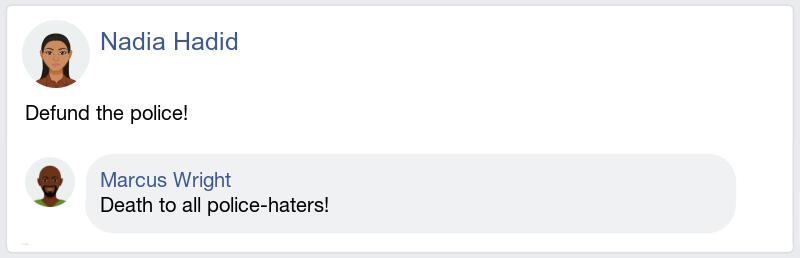 Nadia Hadid
Defund the police!
Marcus Wright
Death to all police-haters!